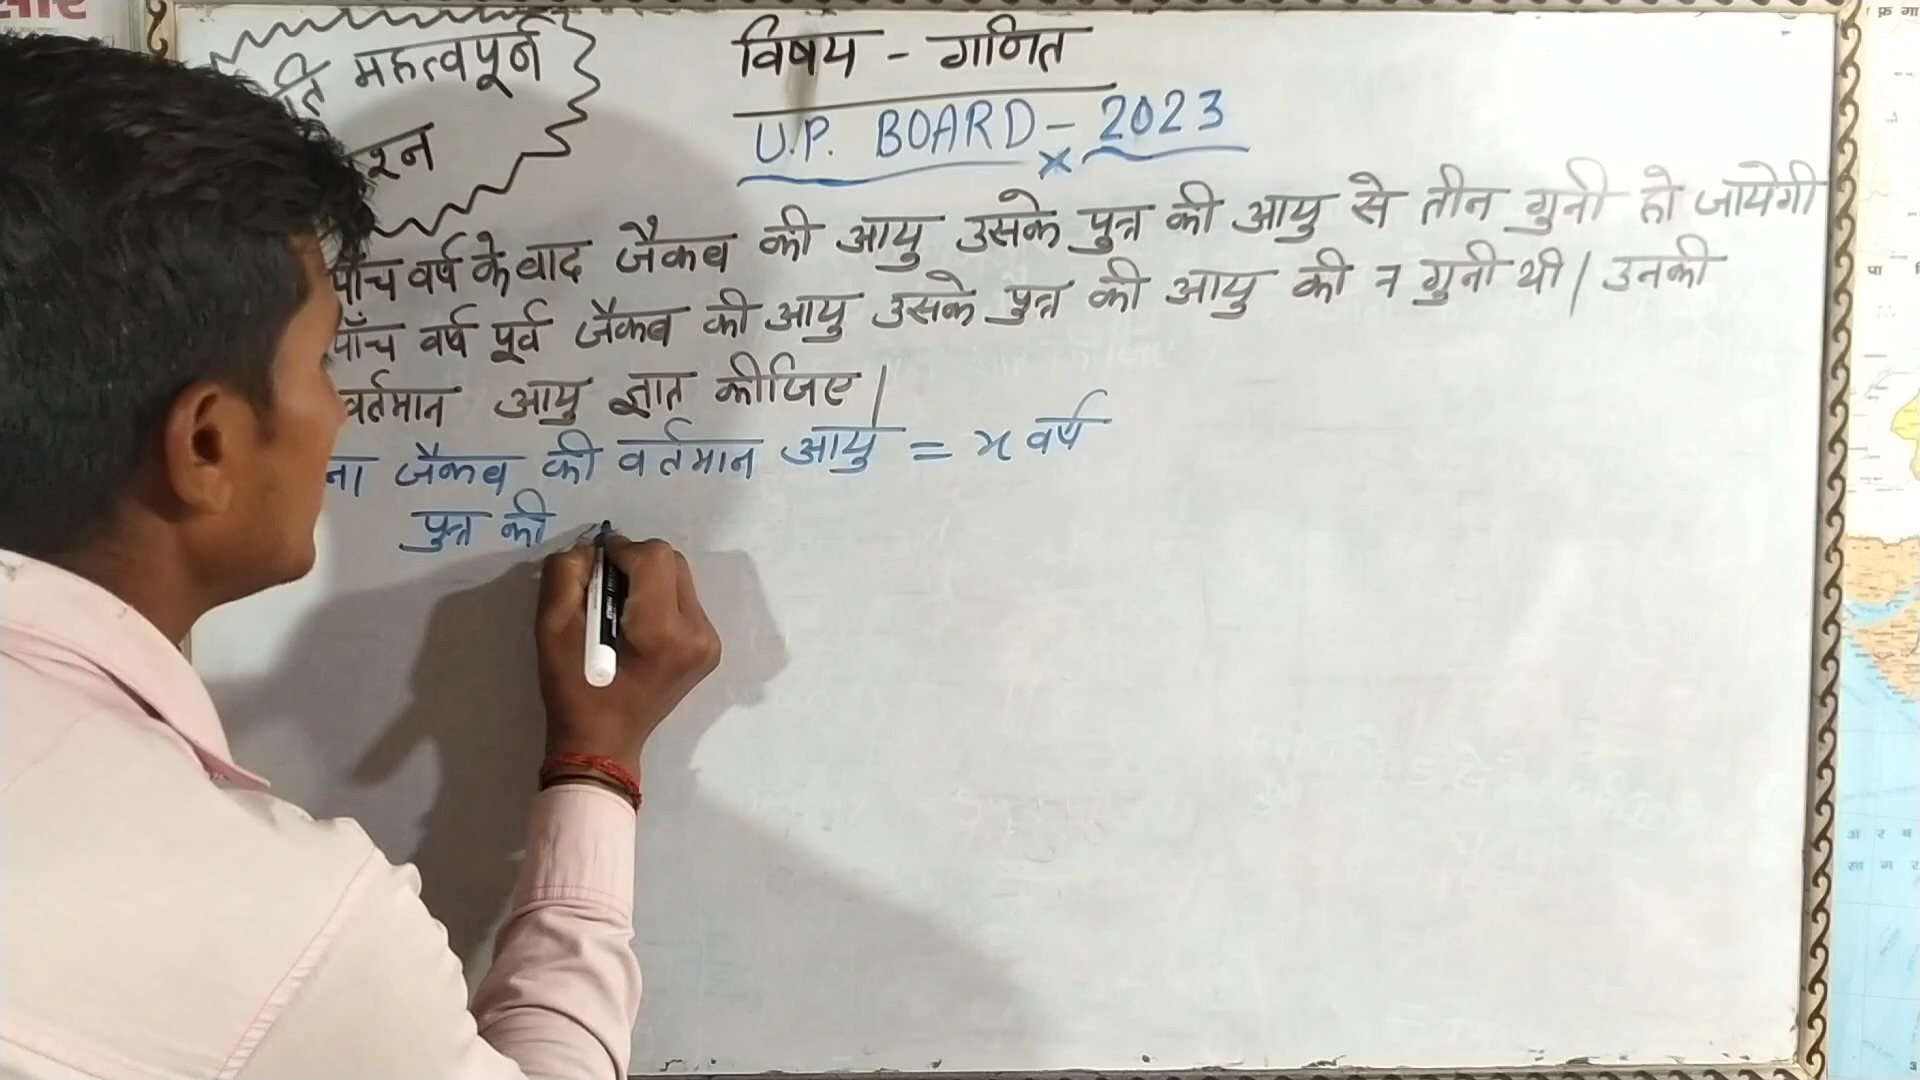 महत्वपूर्न
विषय - गनित
U.P. BOARD - 2023
पाँच वर्ष के वाद जैकब की आयु उसके पुत्र की आयु से तीन गुनी हो जायेगी
पाँच वर्ष पूर्व जैकब की आयु उसके पुत्र की आयु की 7 गुनी थी। उनकी
वर्तमान आयु ज्ञात कीजिए।
ना जैकब की वर्तमान आयु = x वर्ष
पुत्र की